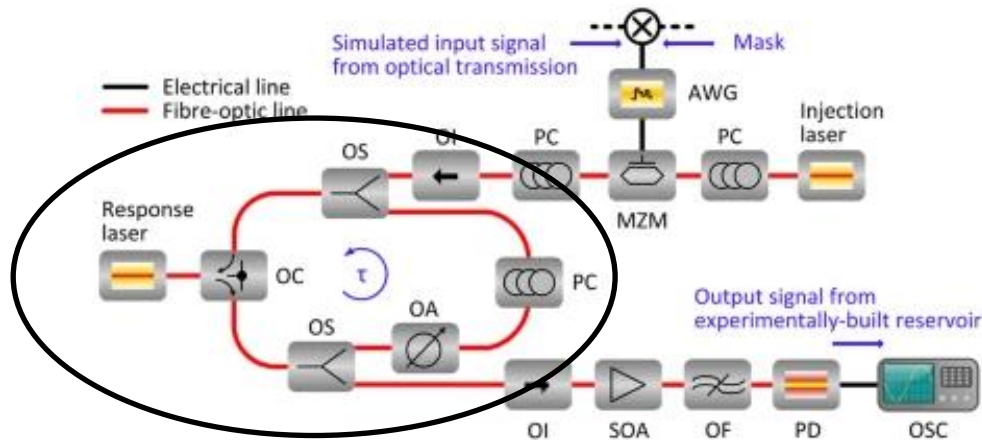 Simulated input signal
from optical transmission
Mask
AWG
Electrical line
Fibre-optic line
Injection
laser
OS
OI
PC
PC
MZM
Response
laser
OC
τ
PC
OA
OS
Output signal from
experimentally-built reservoir
OI
SOA
OF
PD
OSC